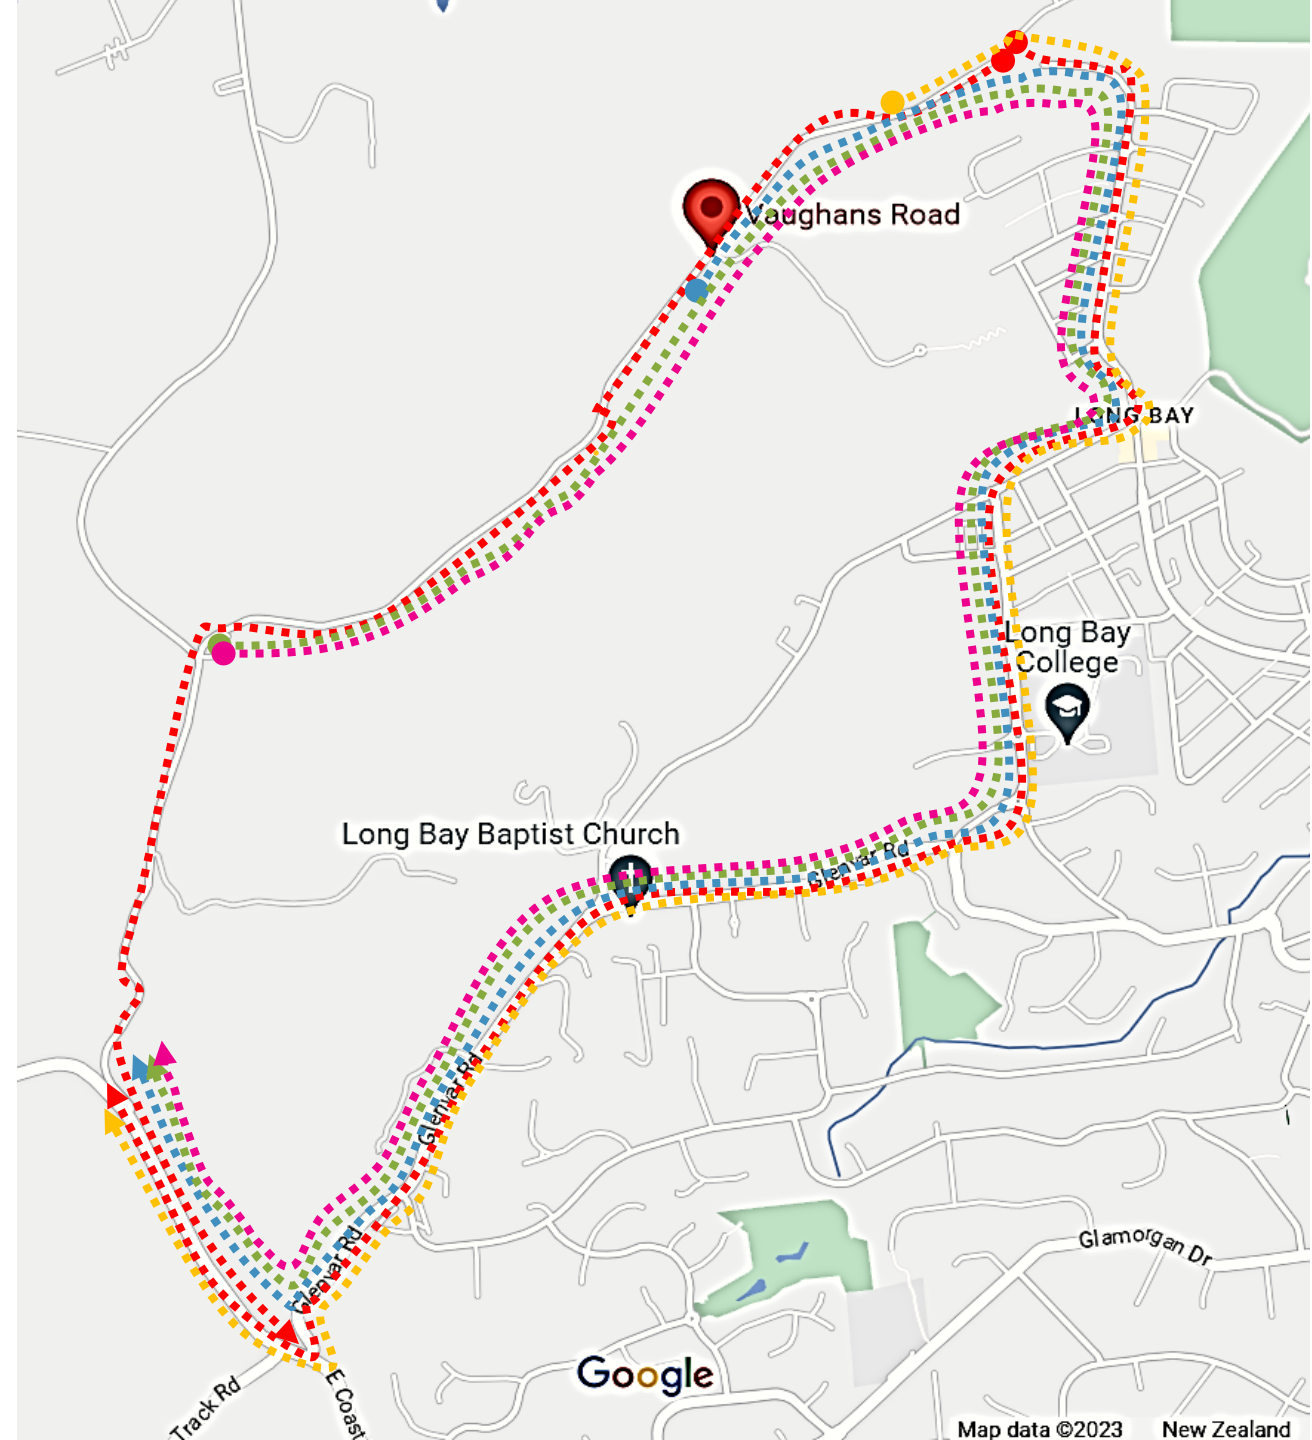 Vaughans Road
LONG BAY
Long Bay
College
Long Bay Baptist Church
Glenvar Rd
Glenvar Rd
Glenvar Rd
Glamorgan Dr
Google
Track Rd
E Coast
Map data ©2023
New Zealand